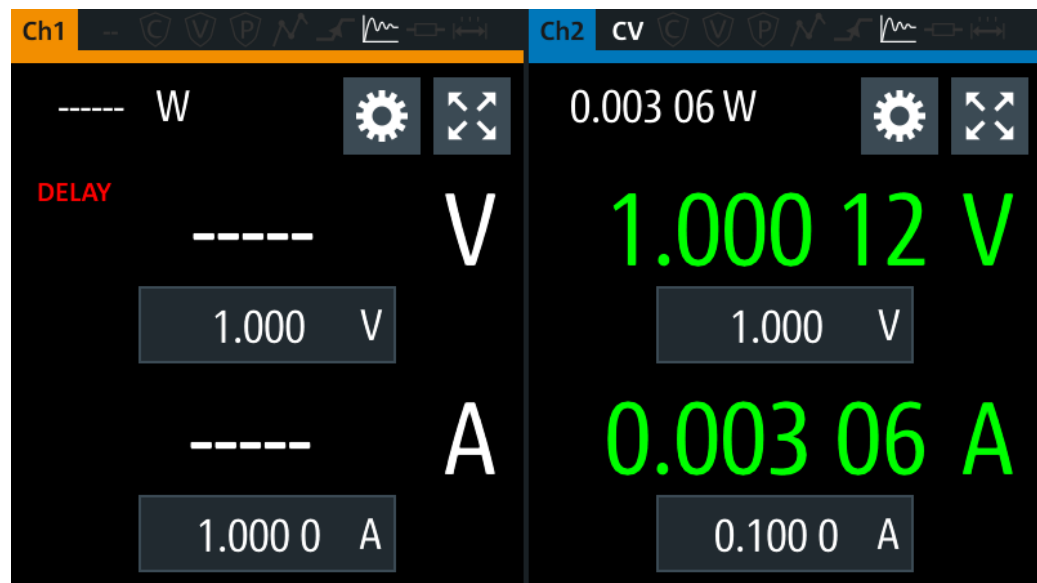 Ch1 -- C V P
------ W
DELAY
----- V
1.000 V
----- A
1.000 0 A
Ch2 CV C V P
0.003 06 W
1.000 12 V
1.000 V
0.003 06 A
0.100 0 A